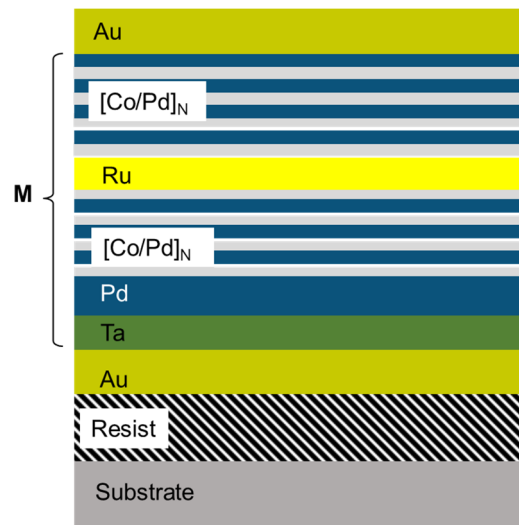 Au
[Co/Pd]N
Ru
M
[Co/Pd]N
Pd
Ta
Au
Resist
Substrate